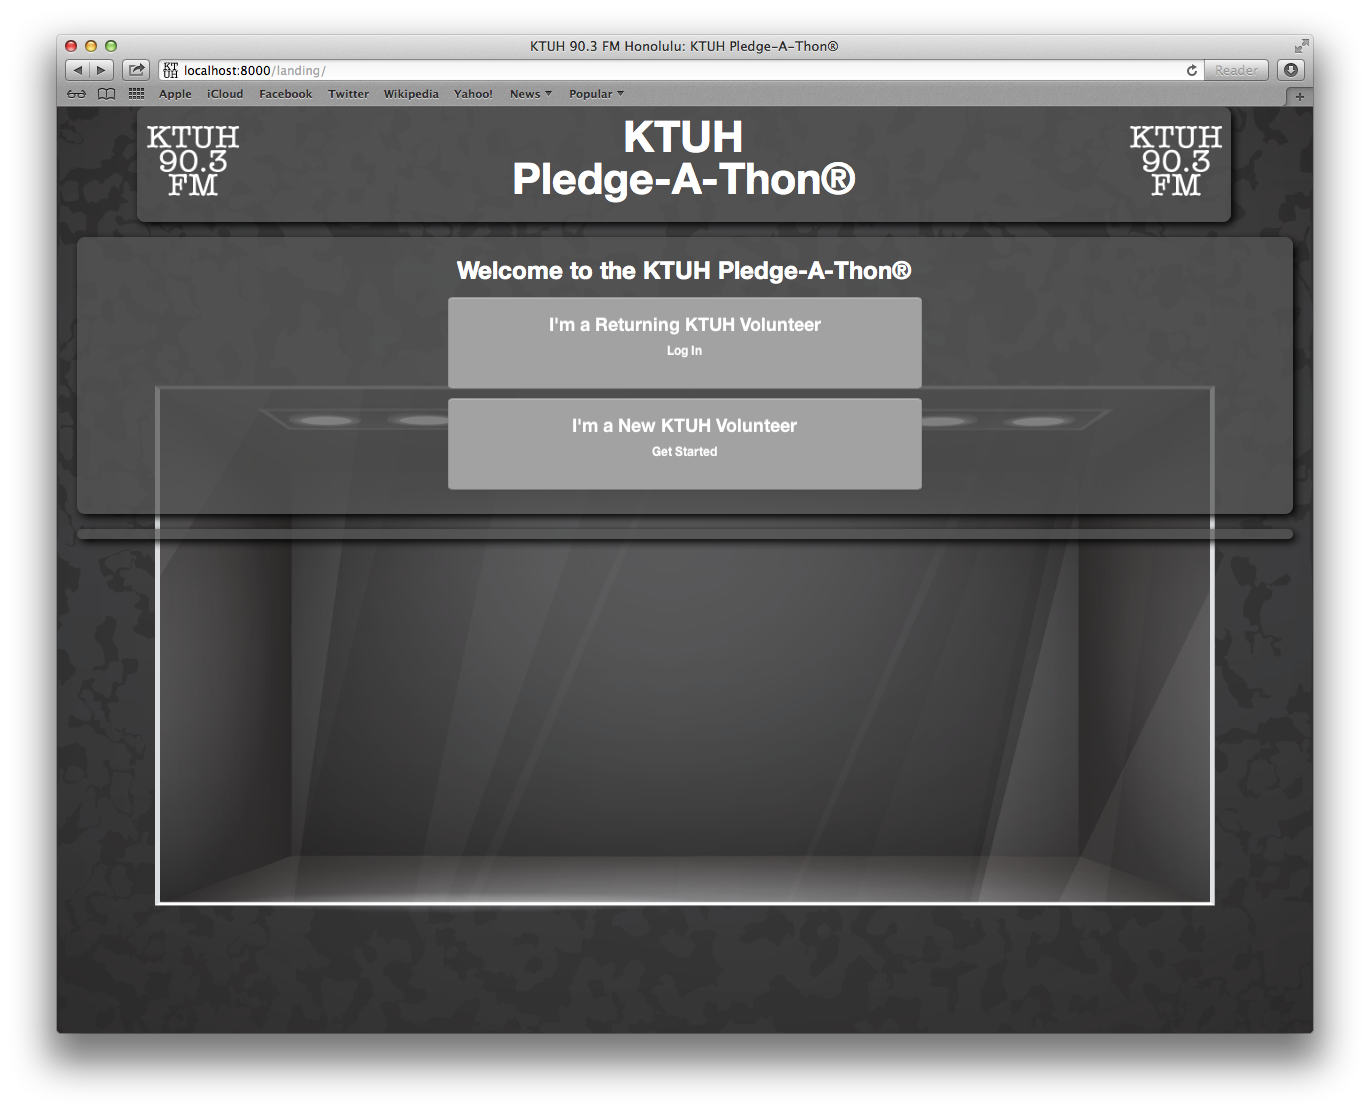 KTUH 90.3 FM Honolulu: KTUH Pledge-A-Thon®
KT
UH
localhost:8000/landing/
Reader
Apple iCloud Facebook Twitter Wikipedia Yahoo! News Popular
KTUH
90.3
FM
KTUH
Pledge-A-Thon®
KTUH
90.3
FM
Welcome to the KTUH Pledge-A-Thon®
I'm a Returning KTUH Volunteer
Log In
I'm a New KTUH Volunteer
Get Started